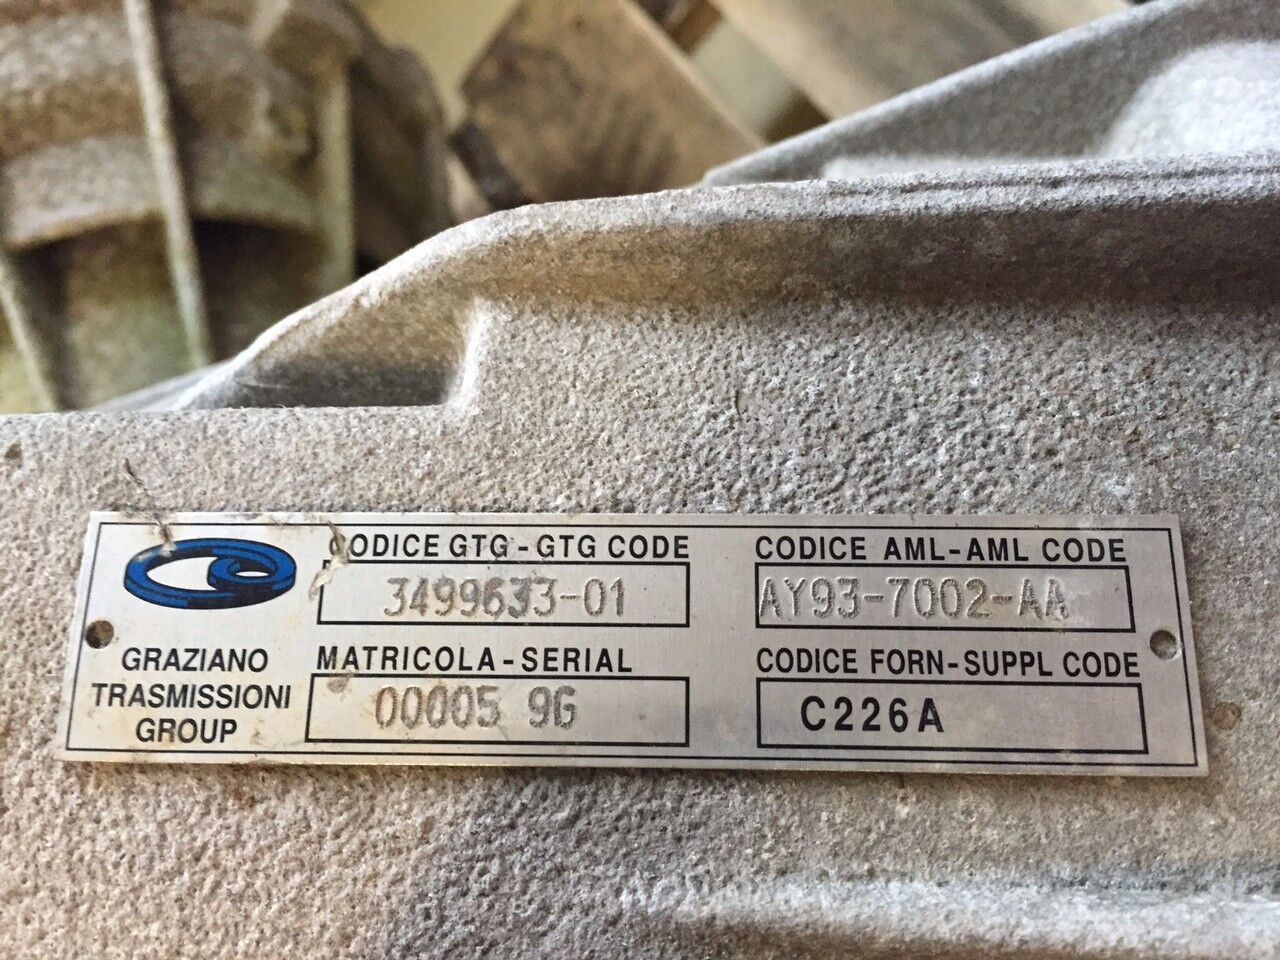 CODICE GTG - GTG CODE
3499633-01
CODICE AML-AML CODE
AY93-7002-AA
GRAZIANO
TRASMISSIONI
GROUP
MATRICOLA - SERIAL
00005 9G
CODICE FORN-SUPPL CODE
C226A